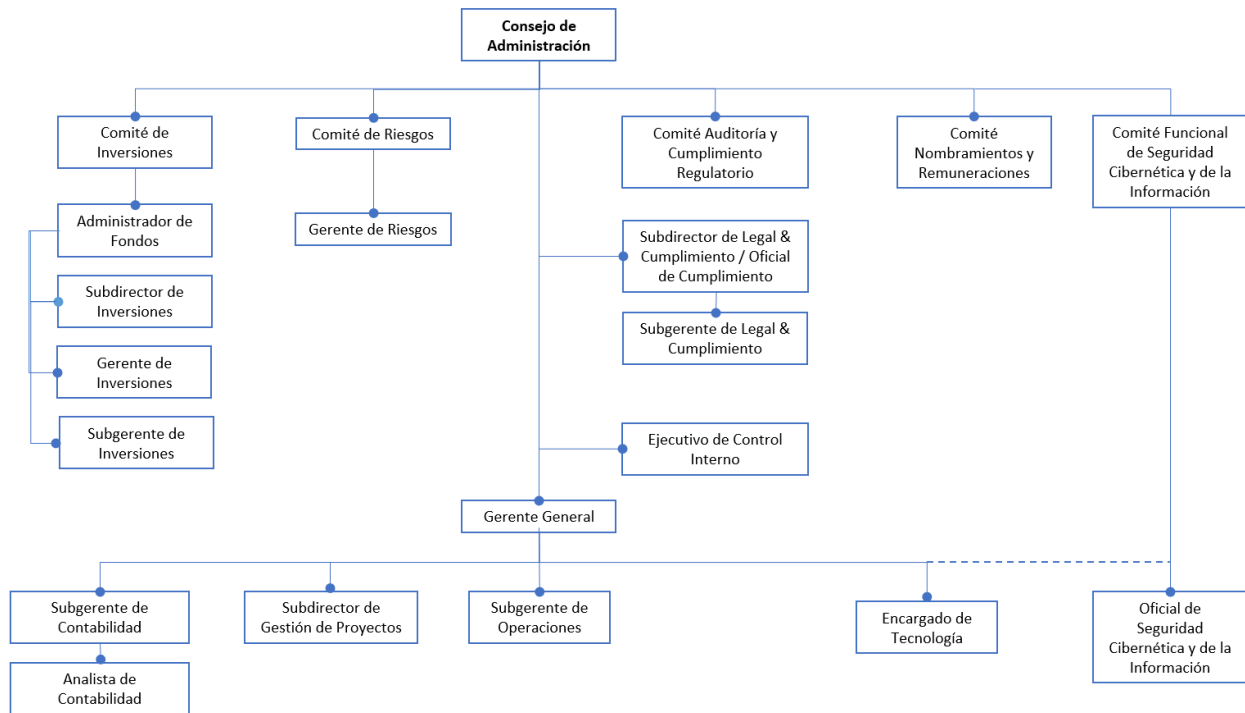 Consejo de
Administración
Comité de
Inversiones
Comité de Riesgos
Comité Auditoría y
Cumplimiento
Regulatorio
Comité
Nombramientos y
Remuneraciones
Comité Funcional
de Seguridad
Cibernética y de la
Información
Administrador de
Fondos
Gerente de Riesgos
Subdirector de Legal &
Cumplimiento / Oficial
de Cumplimiento
Subdirector de
Inversiones
Subgerente de Legal &
Cumplimiento
Gerente de
Inversiones
Subgerente de
Inversiones
Ejecutivo de Control
Interno
Gerente General
Subgerente de
Contabilidad
Subdirector de
Gestión de Proyectos
Subgerente de
Operaciones
Encargado de
Tecnología
Oficial de
Seguridad
Cibernética y de la
Información
Analista de
Contabilidad